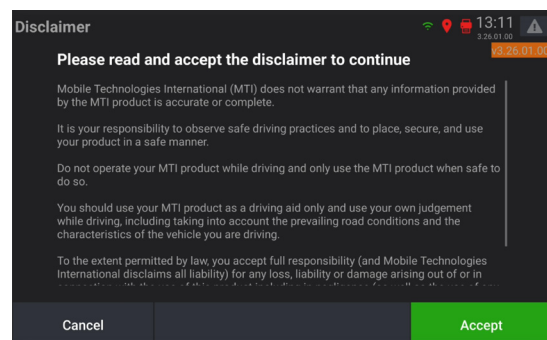 Disclaimer
13:11
3.26.01.00
v3.26.01.00
Please read and accept the disclaimer to continue
Mobile Technologies International (MTI) does not warrant that any information provided
by the MTI product is accurate or complete.
It is your responsibility to observe safe driving practices and to place, secure, and use
your product in a safe manner.
Do not operate your MTI product while driving and only use the MTI product when safe to
do so.
You should use your MTI product as a driving aid only and use your own judgement
while driving, including taking into account the prevailing road conditions and the
characteristics of the vehicle you are driving.
To the extent permitted by law, you accept full responsibility (and Mobile Technologies
International disclaims all liability) for any loss, liability or damage arising out of or in
Cancel
Accept